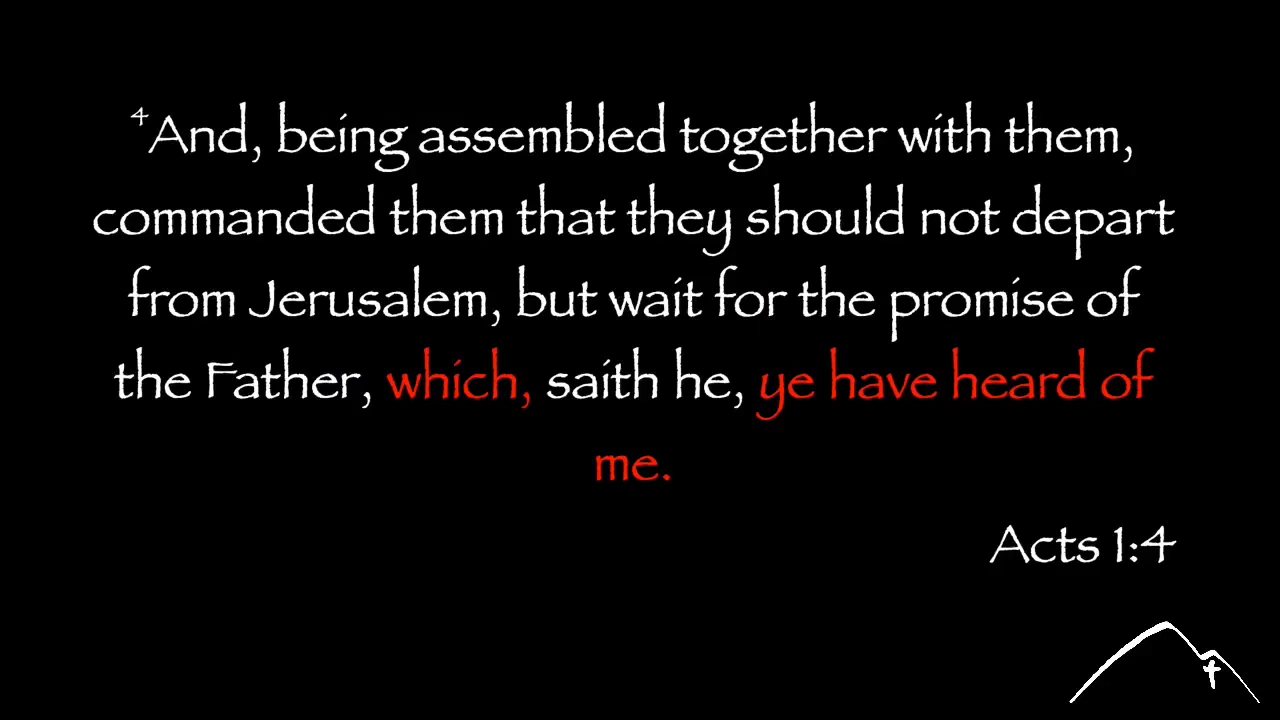 ⁴And, being assembled together with them,
commanded them that they should not depart
from Jerusalem, but wait for the promise of
the Father, which, saith he, ye have heard of
me.
Acts 1:4